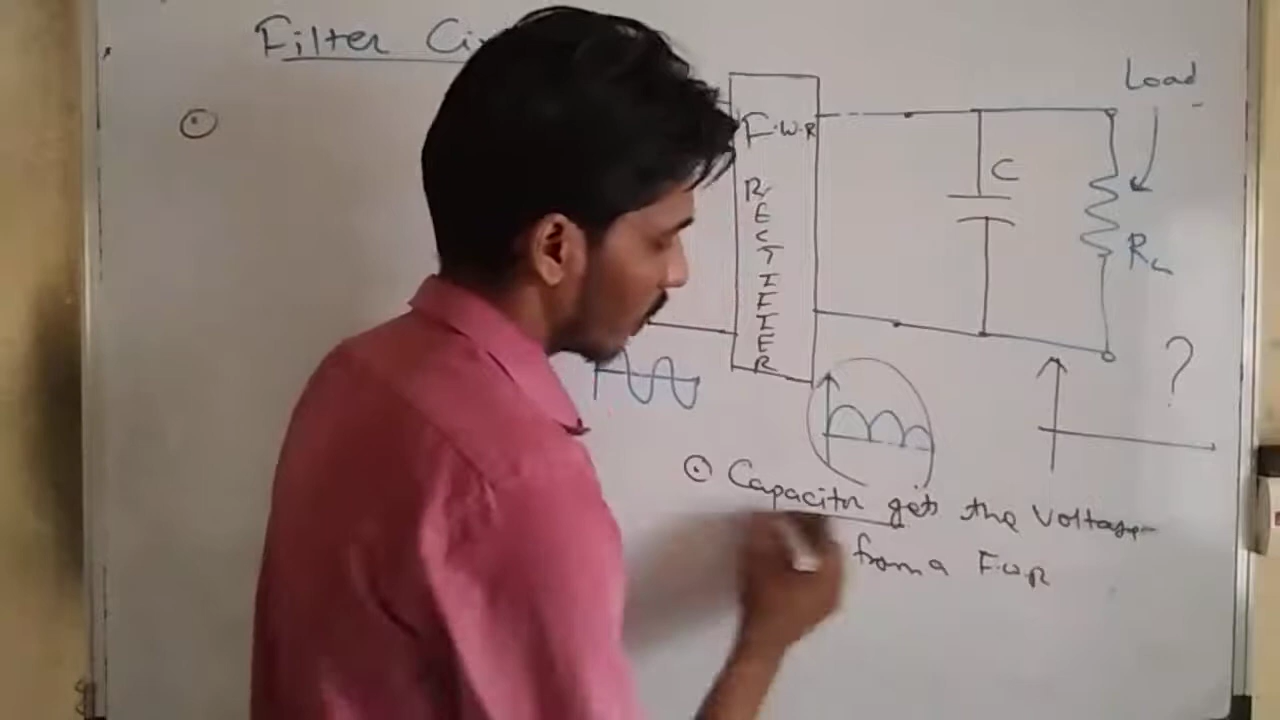 Filter Ci
Load
F.W.R
RECTIFIER
C
RL
?
Capacitor gets the Voltage
from a F.W.R